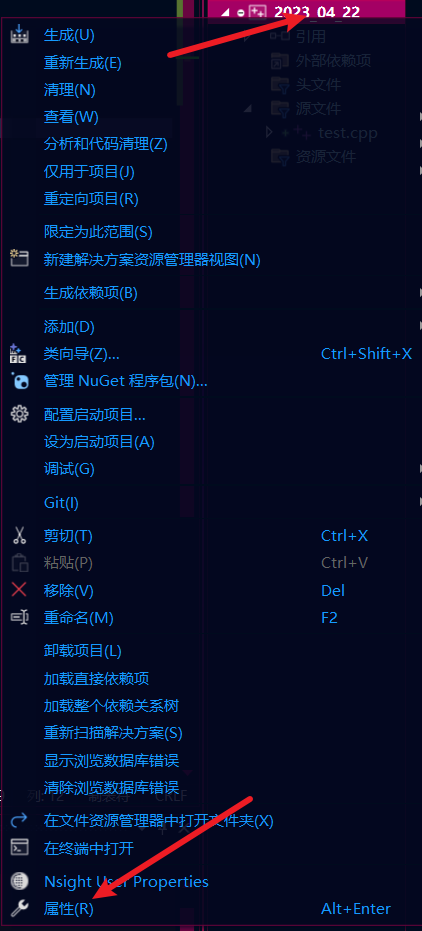 2023_04_22
生成(U)
引用
重新生成(E)
外部依赖项
清理(N)
头文件
查看(W)
源文件
分析和代码清理(Z)
test.cpp
仅用于项目(J)
资源文件
重定向项目(R)
限定为此范围(S)
新建解决方案资源管理器视图(N)
生成依赖项(B)
添加(D)
类向导(Z)... Ctrl+Shift+X
管理 NuGet 程序包(N)...
配置启动项目...
设为启动项目(A)
调试(G)
Git(I)
剪切(T) Ctrl+X
粘贴(P) Ctrl+V
移除(V) Del
重命名(M) F2
卸载项目(L)
加载直接依赖项
加载整个依赖关系树
重新扫描解决方案(S)
显示浏览数据库错误
清除浏览数据库错误
列: 12 制表符 CRLF
在文件资源管理器中打开文件夹(X)
在终端中打开
Nsight User Properties
属性(R) Alt+Enter